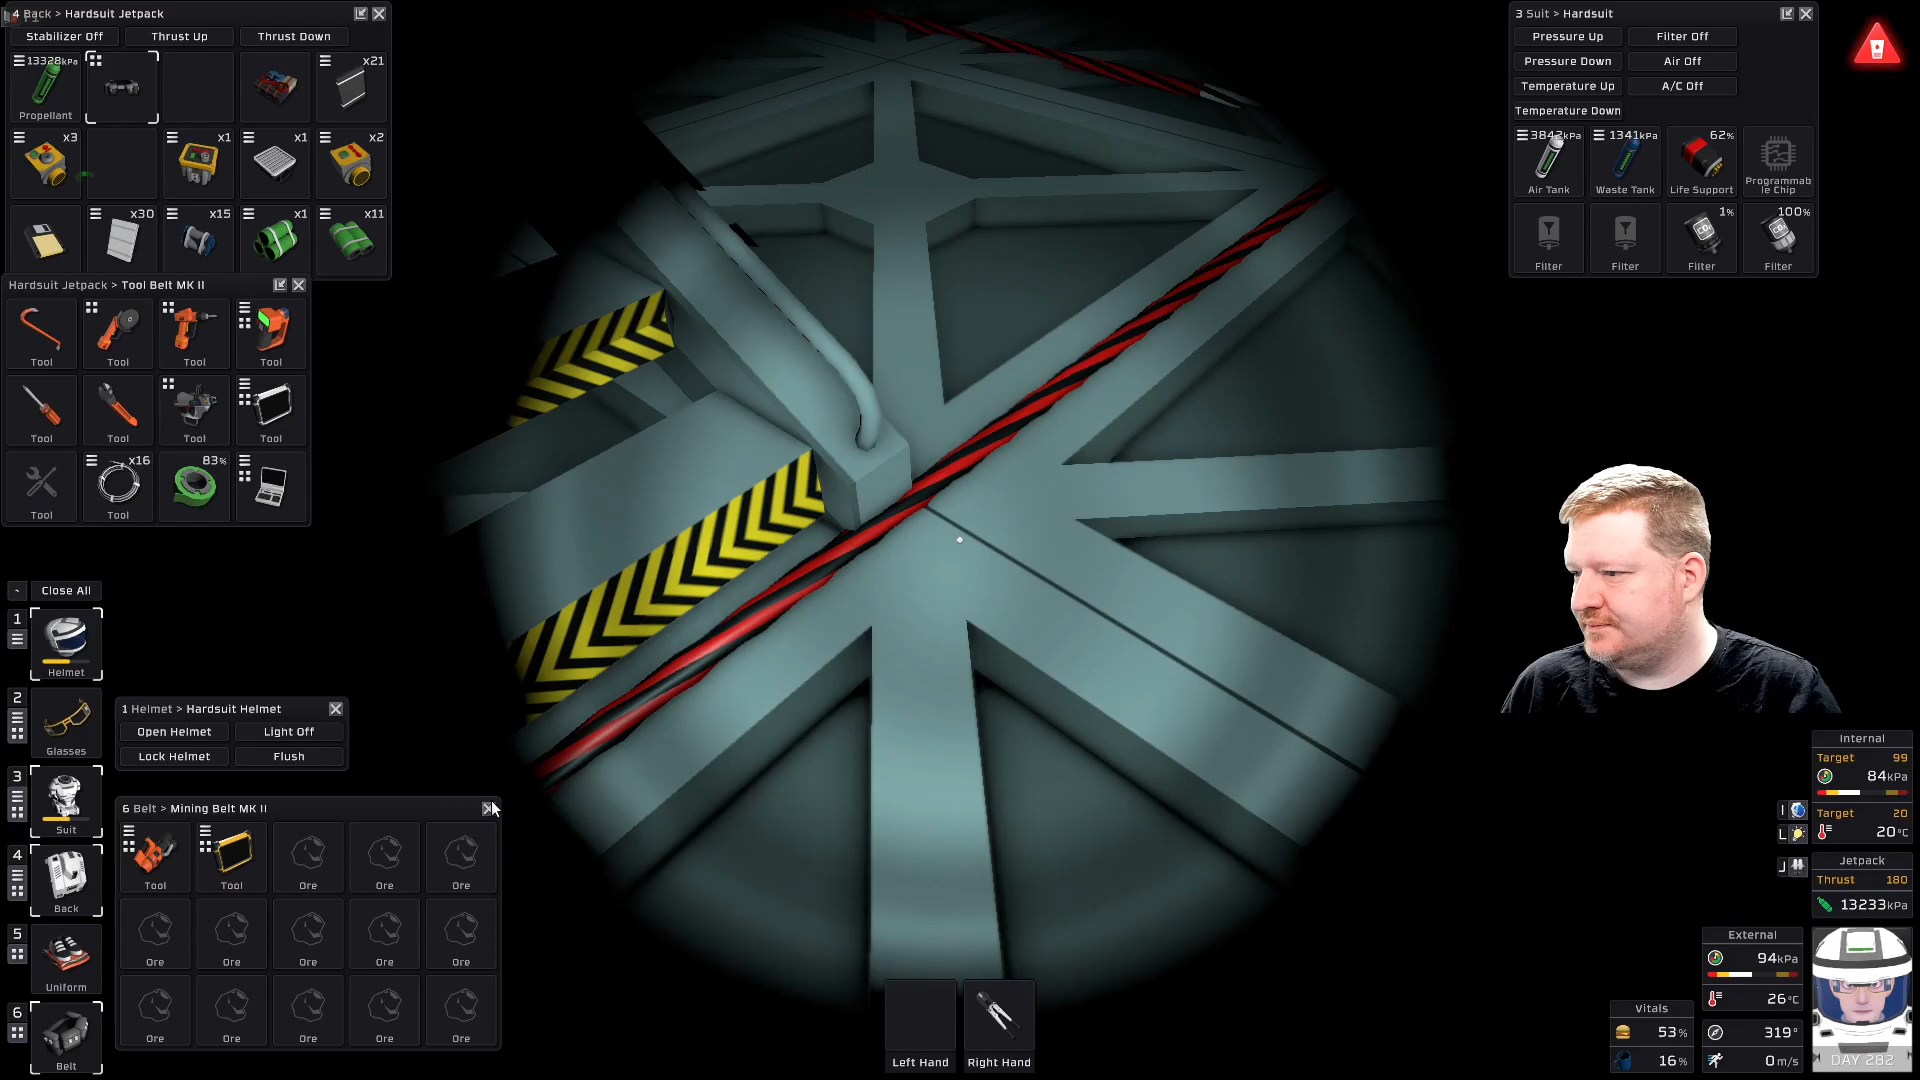 4 Back > Hardsuit Jetpack
Stabilizer Off
Thrust Up
Thrust Down
13328kPa
x21
Propellant
x3
x1
x1
x2
x30
x15
x1
x11
Hardsuit Jetpack > Tool Belt MK II
Tool
Tool
Tool
Tool
Tool
Tool
Tool
Tool
x16
83%
Tool
Tool
~
Close All
1
Helmet
2
Glasses
3
Suit
4
Back
5
Uniform
6
Belt
1 Helmet > Hardsuit Helmet
Open Helmet
Light Off
Lock Helmet
Flush
6 Belt > Mining Belt MK II
Tool
Tool
Ore
Ore
Ore
Ore
Ore
Ore
Ore
Ore
Ore
Ore
Ore
Ore
Ore
Left Hand
Right Hand
3 Suit > Hardsuit
Pressure Up
Filter Off
Pressure Down
Air Off
Temperature Up
A/C Off
Temperature Down
3842kPa
1341kPa
62%
Air Tank
Waste Tank
Life Support
Programmab
le Chip
1%
100%
Filter
Filter
Filter
Filter
Internal
Target 99
84kPa
Target 20
20°C
I
L
J
Jetpack
Thrust 180
13233kPa
External
94kPa
26°C
Vitals
53%
319°
16%
0m/s
DAY 282